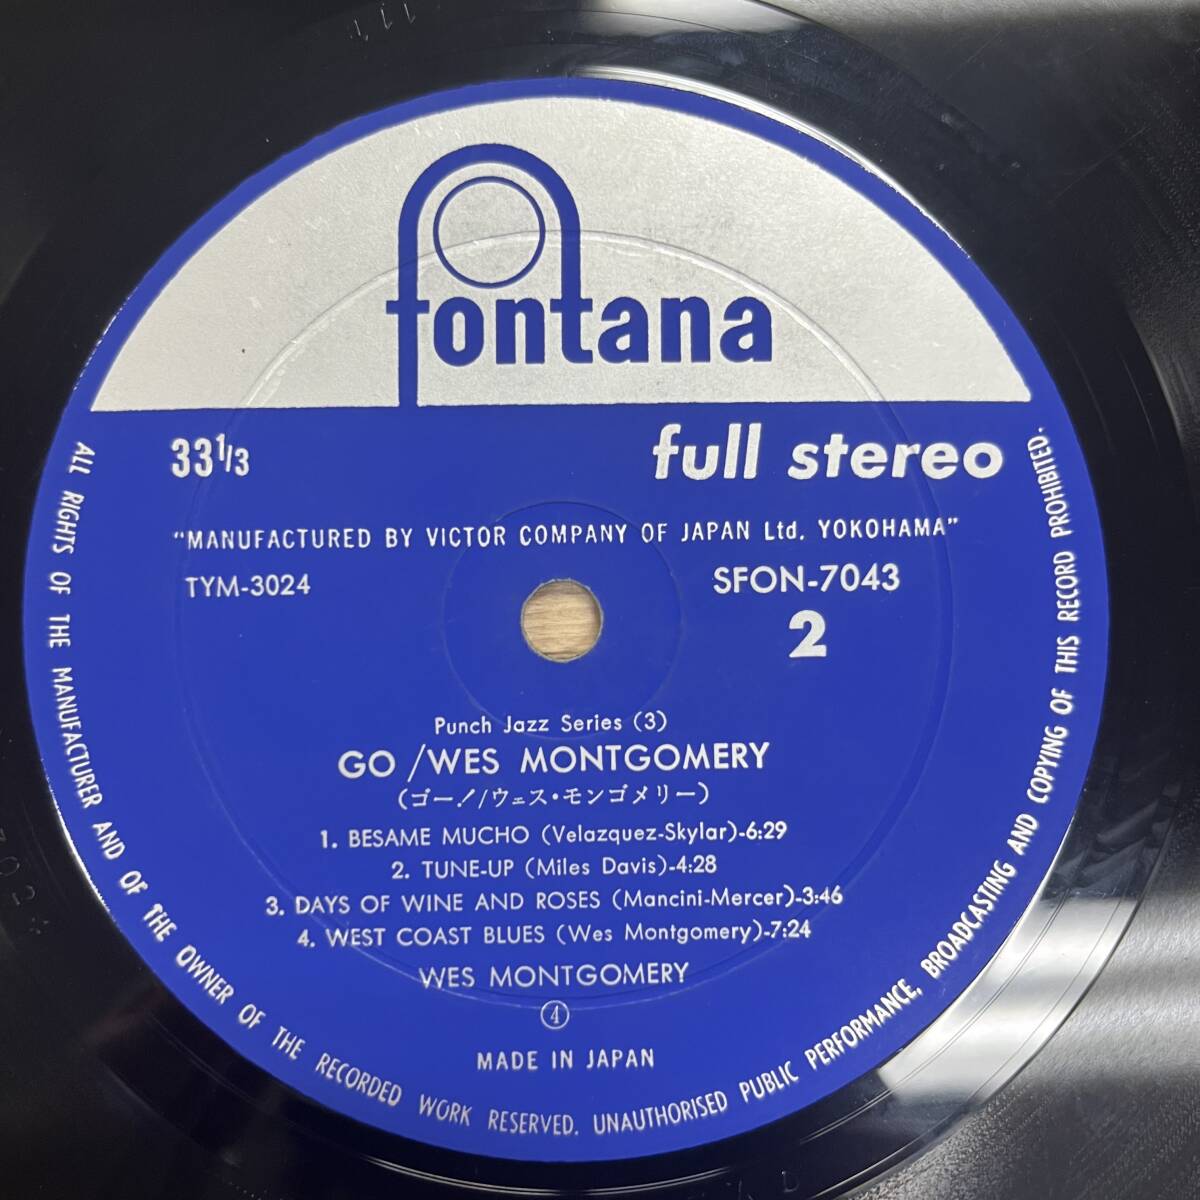 fontana
33 1/3
full stereo
"MANUFACTURED BY VICTOR COMPANY OF JAPAN Ltd. YOKOHAMA"
TYM-3024
SFON-7043
2
Punch Jazz Series (3)
GO /WES MONTGOMERY
(ゴー!/ウェス・モンゴメリー)
1. BESAME MUCHO (Velazquez-Skylar)-6:29
2. TUNE-UP (Miles Davis)-4:28
3. DAYS OF WINE AND ROSES (Mancini-Mercer)-3:46
4. WEST COAST BLUES (Wes Montgomery)-7:24
WES MONTGOMERY
④
MADE IN JAPAN
ALL RIGHTS OF THE MANUFACTURER AND OF THE OWNER OF THE RECORDED WORK RESERVED. UNAUTHORISED PUBLIC PERFORMANCE, BROADCASTING AND COPYING OF THIS RECORD PROHIBITED.